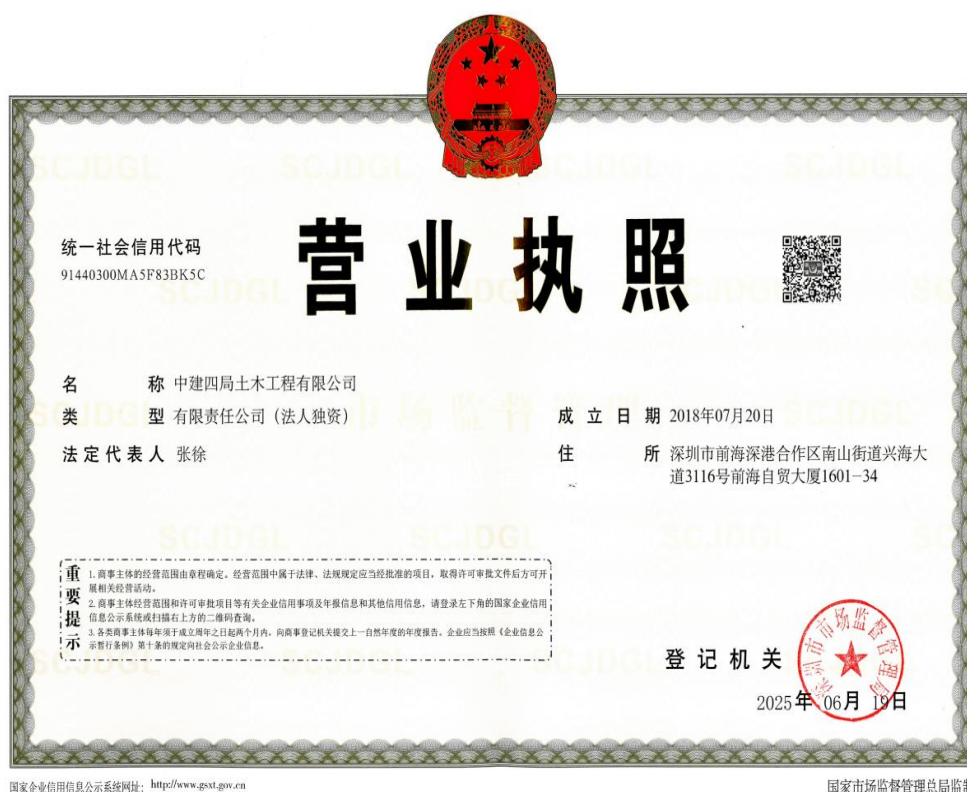 营业执照
统一社会信用代码
91440300MA5F83BK5C
名称 中建四局土木工程有限公司
类型 有限责任公司（法人独资）
法定代表人 张徐
成立日期 2018年07月20日
住所 深圳市前海深港合作区南山街道兴海大
道3116号前海自贸大厦1601-34
重要提示
1.商事主体的经营范围由章程确定。经营范围中属于法律、法规规定应当经批准的项目，取得许可审批文件后方可开
展相关经营活动。
2.商事主体经营范围和许可审批项目等有关企业信用事项及年报信息和其他信用信息，请登录左下角的国家企业信用
信息公示系统或扫描右上方的二维码查询。
3.各类商事主体每年须于成立周年之日起两个月内，向商事登记机关提交上一自然年度的年度报告。企业应当按照《企业信息公
示暂行条例》第十条的规定向社会公示企业信息。
登记机关
深圳市市场监督管理局
2025年06月19日
国家企业信用信息公示系统网址：http://www.gsxt.gov.cn
国家市场监督管理总局监制
SCJDGL
市场监督管理